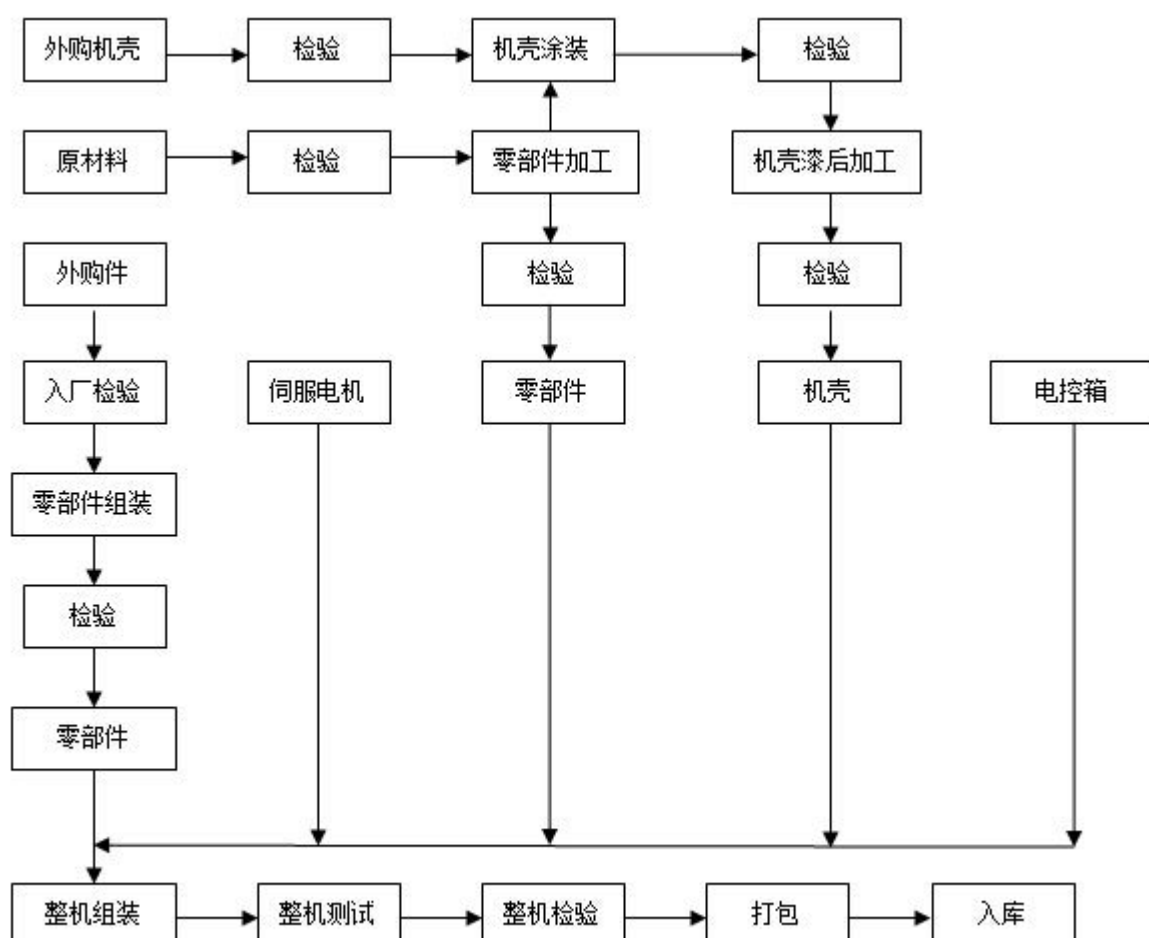 外购机壳
检验
机壳涂装
检验
原材料
检验
零部件加工
机壳漆后加工
外购件
检验
检验
入厂检验
伺服电机
零部件
机壳
电控箱
零部件组装
检验
零部件
整机组装
整机测试
整机检验
打包
入库